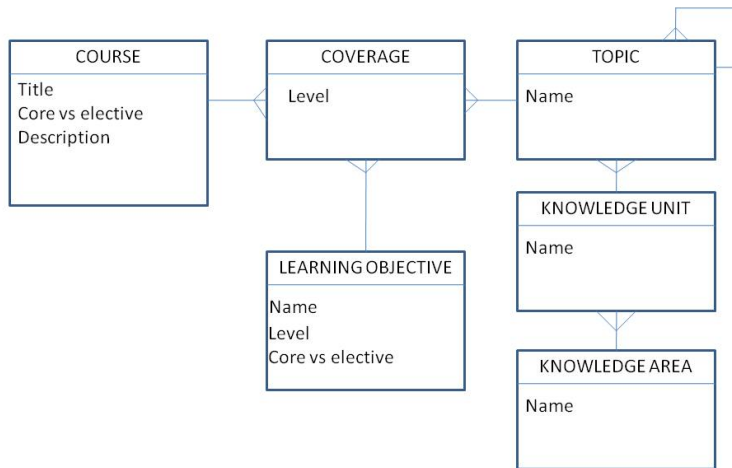 COURSE
Title
Core vs elective
Description
COVERAGE
Level
TOPIC
Name
KNOWLEDGE UNIT
Name
LEARNING OBJECTIVE
Name
Level
Core vs elective
KNOWLEDGE AREA
Name